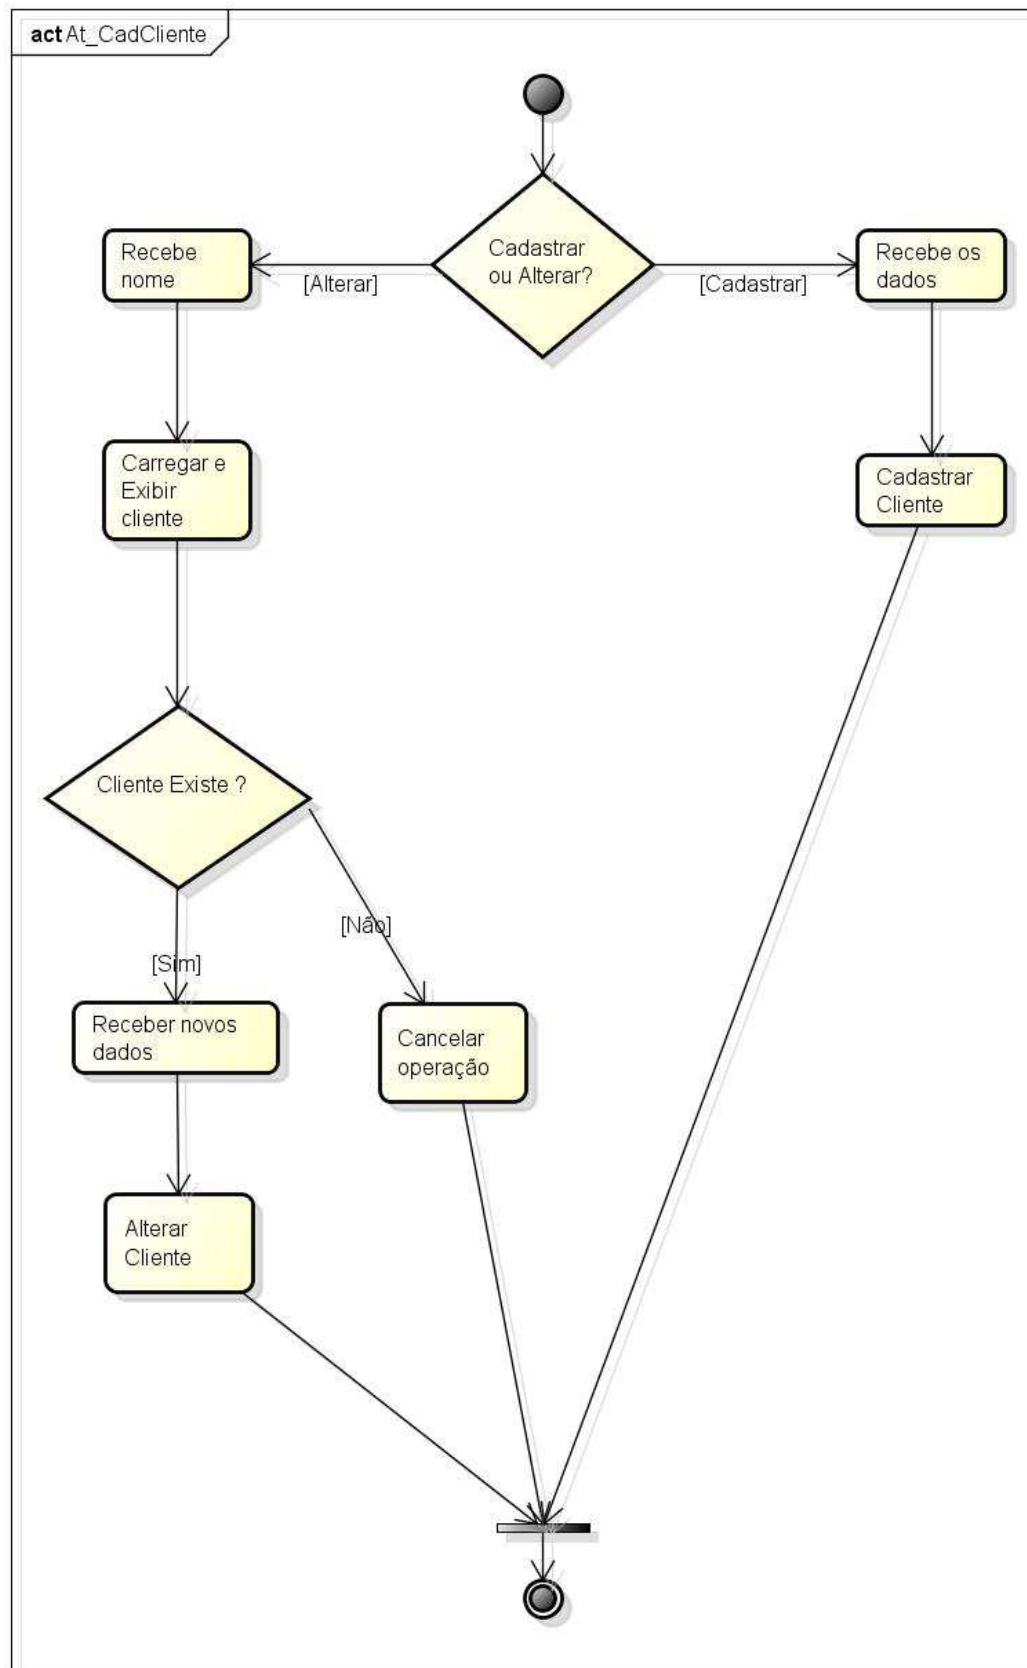 act At_CadCliente
Cadastrar
ou Alterar?
Recebe
nome
[Alterar]
[Cadastrar]
Recebe os
dados
Carregar e
Exibir
cliente
Cadastrar
Cliente
Cliente Existe ?
[Não]
[Sim]
Receber novos
dados
Cancelar
operação
Alterar
Cliente